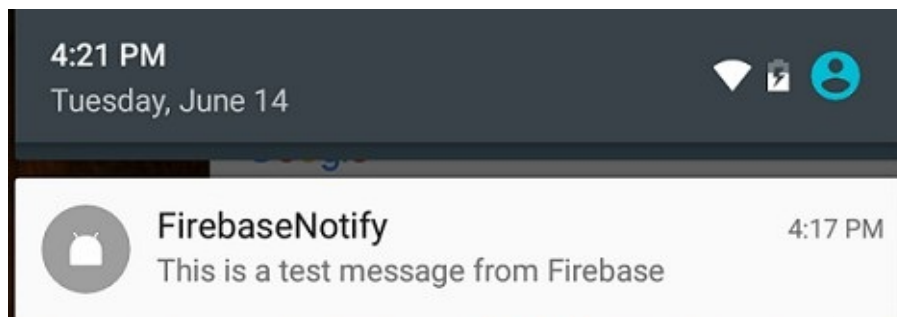 4:21 PM
Tuesday, June 14
FirebaseNotify 4:17 PM
This is a test message from Firebase